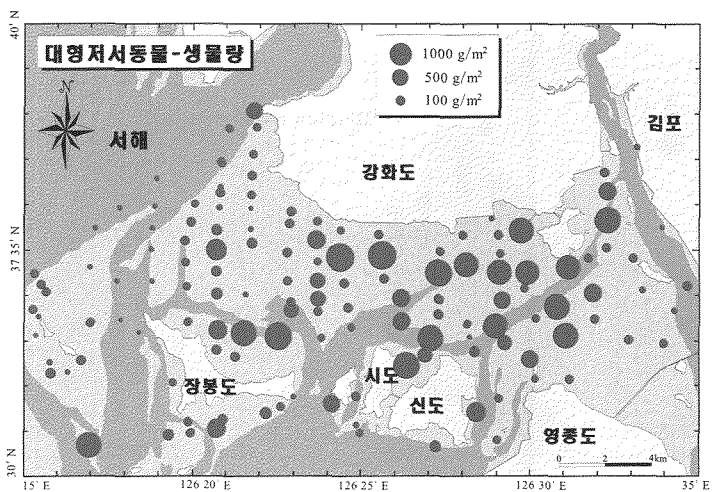 40' N
대형저서동물-생물량
1000 g/m²
500 g/m²
100 g/m²
N
서해
김포
강화도
37 35' N
시도
장봉도
신도
영종도
0 2 4km
30' N
15' E 126 20' E 126 25' E 126 30' E 35' E